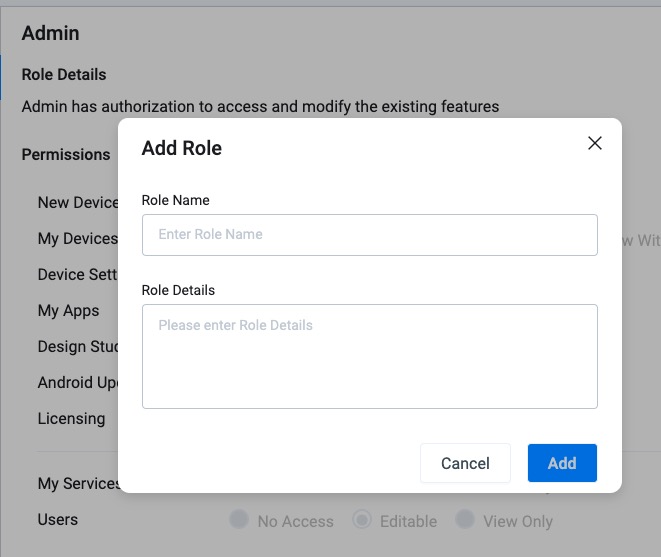 Admin
Role Details
Admin has authorization to access and modify the existing features
Permissions
Add Role
Role Name
Enter Role Name
Role Details
Please enter Role Details
Cancel
Add
New Device
My Devices
Device Sett
w Wit
My Apps
Design Stu
Android Up
Licensing
My Services
Users
No Access
Editable
View Only